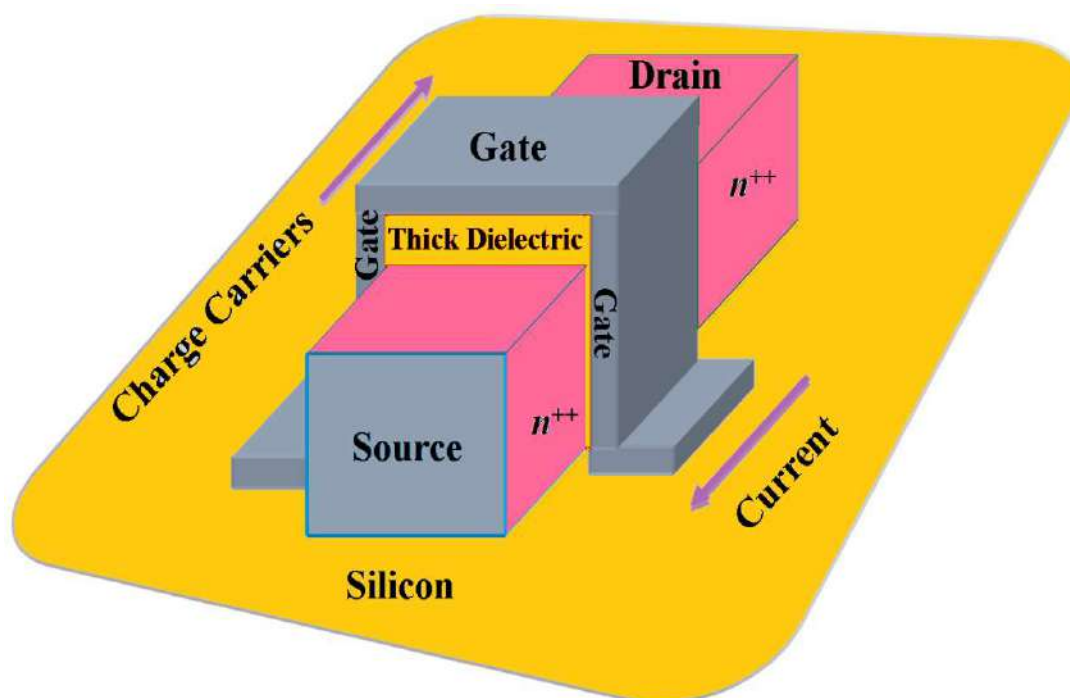 Drain
Gate
n⁺⁺
Gate
Thick Dielectric
Gate
Charge Carriers
n⁺⁺
Source
Current
Silicon